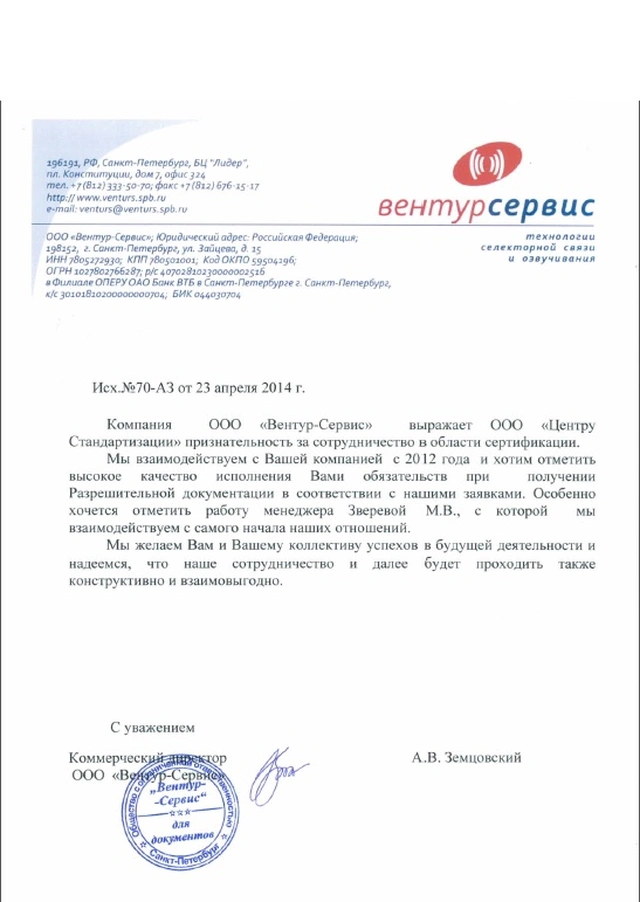 196191, РФ, Санкт-Петербург, БЦ "Лидер",
пл. Конституции, дом 7, офис 324
тел. +7 (812) 333-50-70; факс +7 (812) 676-15-17
http:// www.venturs.spb.ru
e-mail: venturs@venturs.spb.ru
вентурсервис
ООО «Вентур-Сервис»; Юридический адрес: Российская Федерация;
198152, г. Санкт-Петербург, ул. Зайцева, д. 15
ИНН 7805272930; КПП 780501001; Код ОКПО 59504196;
ОГРН 1027802766287; р/с 40702810230000002516
в Филиале ОПЕРУ ОАО Банк ВТБ в Санкт-Петербурге г. Санкт-Петербург,
к/с 30101810200000000704; БИК 044030704
технологии
селекторной связи
и озвучивания
Исх.№70-АЗ от 23 апреля 2014 г.
Компания ООО «Вентур-Сервис» выражает ООО «Центру
Стандартизации» признательность за сотрудничество в области сертификации.
Мы взаимодействуем с Вашей компанией с 2012 года и хотим отметить
высокое качество исполнения Вами обязательств при получении
Разрешительной документации в соответствии с нашими заявками. Особенно
хочется отметить работу менеджера Зверевой М.В., с которой мы
взаимодействуем с самого начала наших отношений.
Мы желаем Вам и Вашему коллективу успехов в будущей деятельности и
надеемся, что наше сотрудничество и далее будет проходить также
конструктивно и взаимовыгодно.
С уважением
Коммерческий директор
ООО «Вентур-Сервис»
А.В. Земцовский
Общество с ограниченной ответственностью
„Вентур-
-Сервис“
для
документов
Санкт-Петербург